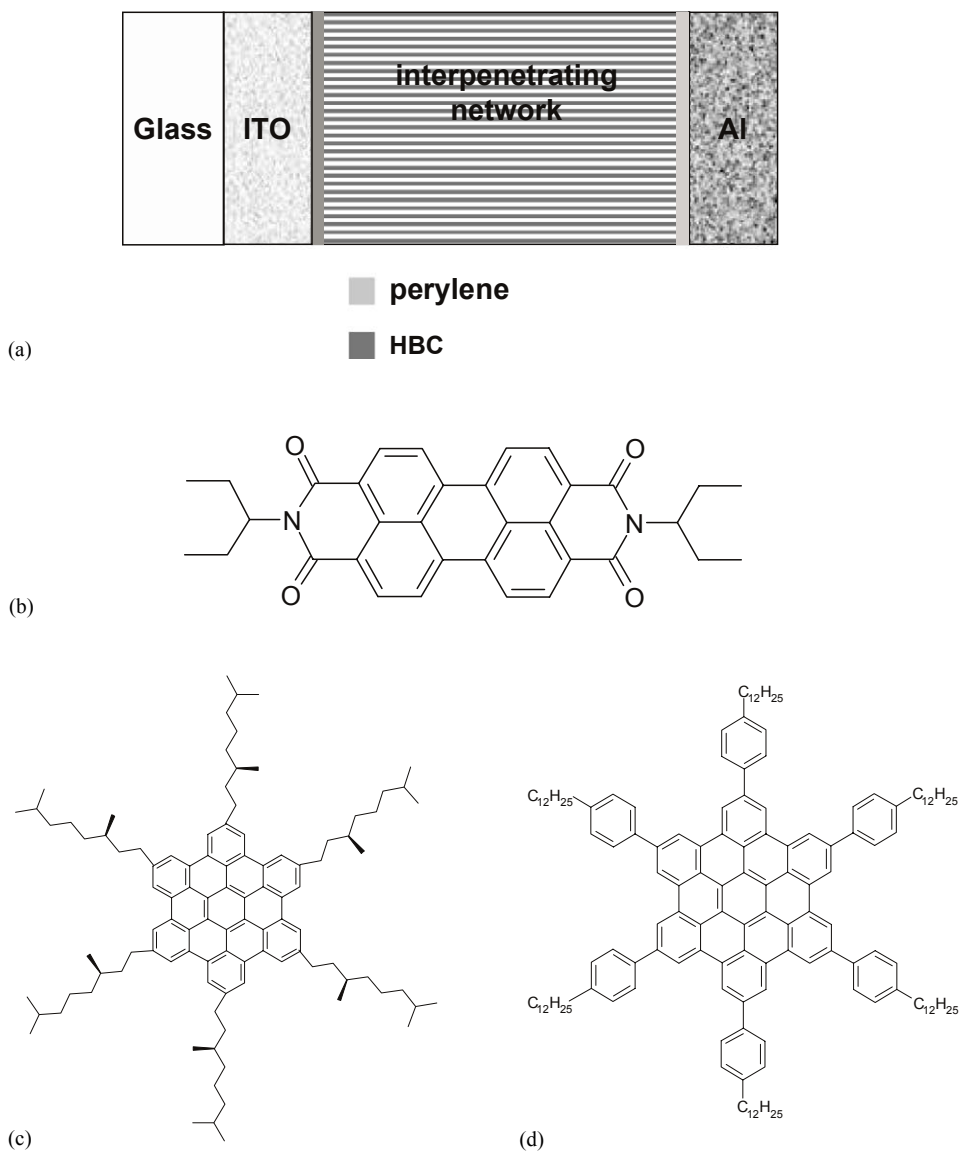 Glass
ITO
interpenetrating
network
Al
perylene
HBC
(a)
O
O
N
N
O
O
(b)
C12H25
C12H25
C12H25
C12H25
C12H25
C12H25
(c)
(d)